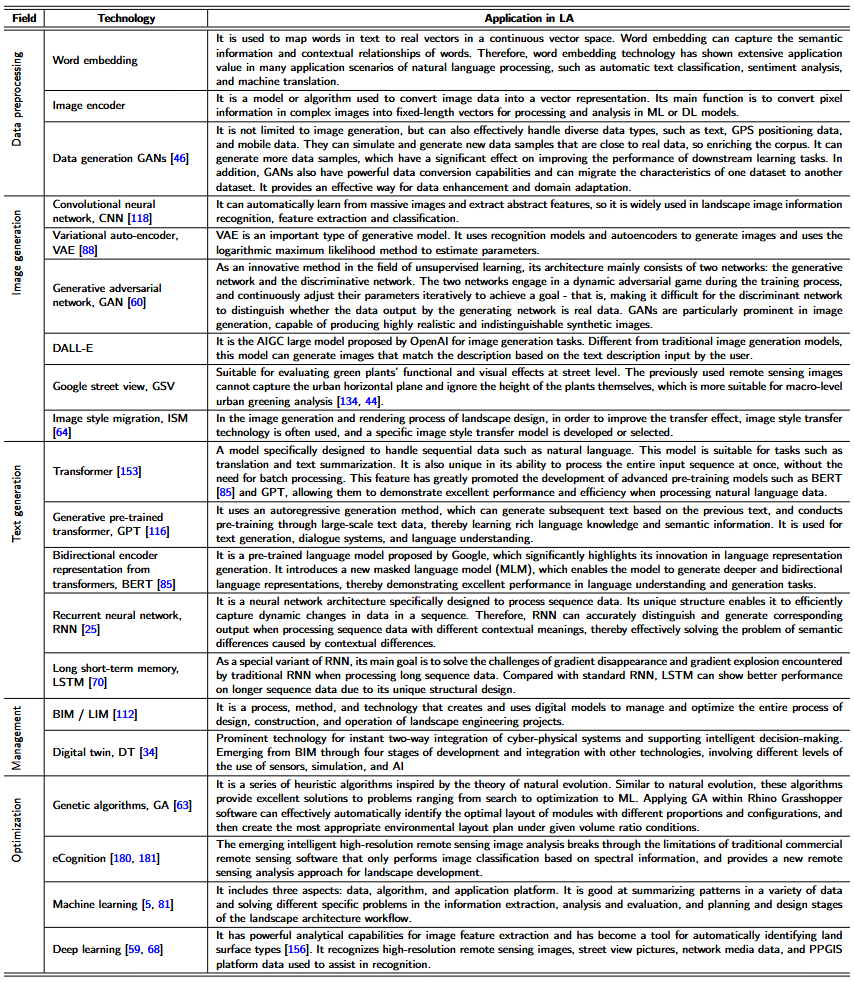 Field Technology Application in LA
Data preprocessing
Word embedding
It is used to map words in text to real vectors in a continuous vector space. Word embedding can capture the semantic
information and contextual relationships of words. Therefore, word embedding technology has shown extensive application
value in many application scenarios of natural language processing, such as automatic text classification, sentiment analysis,
and machine translation.
Image encoder
It is a model or algorithm used to convert image data into a vector representation. Its main function is to convert pixel
information in complex images into fixed-length vectors for processing and analysis in ML or DL models.
Data generation GANs [46]
It is not limited to image generation, but can also effectively handle diverse data types, such as text, GPS positioning data,
and mobile data. They can simulate and generate new data samples that are close to real data, so enriching the corpus. It can
generate more data samples, which have a significant effect on improving the performance of downstream learning tasks. In
addition, GANs also have powerful data conversion capabilities and can migrate the characteristics of one dataset to another
dataset. It provides an effective way for data enhancement and domain adaptation.
Image generation
Convolutional neural
network, CNN [118]
It can automatically learn from massive images and extract abstract features, so it is widely used in landscape image information
recognition, feature extraction and classification.
Variational auto-encoder,
VAE [88]
VAE is an important type of generative model. It uses recognition models and autoencoders to generate images and uses the
logarithmic maximum likelihood method to estimate parameters.
Generative adversarial
network, GAN [60]
As an innovative method in the field of unsupervised learning, its architecture mainly consists of two networks: the generative
network and the discriminative network. The two networks engage in a dynamic adversarial game during the training process,
and continuously adjust their parameters iteratively to achieve a goal - that is, making it difficult for the discriminant network
to distinguish whether the data output by the generating network is real data. GANs are particularly prominent in image
generation, capable of producing highly realistic and indistinguishable synthetic images.
DALL-E
It is the AIGC large model proposed by OpenAI for image generation tasks. Different from traditional image generation models,
this model can generate images that match the description based on the text description input by the user.
Google street view, GSV
Suitable for evaluating green plants' functional and visual effects at street level. The previously used remote sensing images
cannot capture the urban horizontal plane and ignore the height of the plants themselves, which is more suitable for macro-level
urban greening analysis [134, 44].
Image style migration, ISM
[64]
In the image generation and rendering process of landscape design, in order to improve the transfer effect, image style transfer
technology is often used, and a specific image style transfer model is developed or selected.
Text generation
Transformer [153]
A model specifically designed to handle sequential data such as natural language. This model is suitable for tasks such as
translation and text summarization. It is also unique in its ability to process the entire input sequence at once, without the
need for batch processing. This feature has greatly promoted the development of advanced pre-training models such as BERT
[85] and GPT, allowing them to demonstrate excellent performance and efficiency when processing natural language data.
Generative pre-trained
transformer, GPT [116]
It uses an autoregressive generation method, which can generate subsequent text based on the previous text, and conducts
pre-training through large-scale text data, thereby learning rich language knowledge and semantic information. It is used for
text generation, dialogue systems, and language understanding.
Bidirectional encoder
representation from
transformers, BERT [85]
It is a pre-trained language model proposed by Google, which significantly highlights its innovation in language representation
generation. It introduces a new masked language model (MLM), which enables the model to generate deeper and bidirectional
language representations, thereby demonstrating excellent performance in language understanding and generation tasks.
Recurrent neural network,
RNN [25]
It is a neural network architecture specifically designed to process sequence data. Its unique structure enables it to efficiently
capture dynamic changes in data in a sequence. Therefore, RNN can accurately distinguish and generate corresponding
output when processing sequence data with different contextual meanings, thereby effectively solving the problem of semantic
differences caused by contextual differences.
Long short-term memory,
LSTM [70]
As a special variant of RNN, its main goal is to solve the challenges of gradient disappearance and gradient explosion encountered
by traditional RNN when processing long sequence data. Compared with standard RNN, LSTM can show better performance
on longer sequence data due to its unique structural design.
Management
BIM / LIM [112]
It is a process, method, and technology that creates and uses digital models to manage and optimize the entire process of
design, construction, and operation of landscape engineering projects.
Digital twin, DT [34]
Prominent technology for instant two-way integration of cyber-physical systems and supporting intelligent decision-making.
Emerging from BIM through four stages of development and integration with other technologies, involving different levels of
the use of sensors, simulation, and AI
Optimization
Genetic algorithms, GA [63]
It is a series of heuristic algorithms inspired by the theory of natural evolution. Similar to natural evolution, these algorithms
provide excellent solutions to problems ranging from search to optimization to ML. Applying GA within Rhino Grasshopper
software can effectively automatically identify the optimal layout of modules with different proportions and configurations, and
then create the most appropriate environmental layout plan under given volume ratio conditions.
eCognition [180, 181]
The emerging intelligent high-resolution remote sensing image analysis breaks through the limitations of traditional commercial
remote sensing software that only performs image classification based on spectral information, and provides a new remote
sensing analysis approach for landscape development.
Machine learning [5, 81]
It includes three aspects: data, algorithm, and application platform. It is good at summarizing patterns in a variety of data
and solving different specific problems in the information extraction, analysis and evaluation, and planning and design stages
of the landscape architecture workflow.
Deep learning [59, 68]
It has powerful analytical capabilities for image feature extraction and has become a tool for automatically identifying land
surface types [156]. It recognizes high-resolution remote sensing images, street view pictures, network media data, and PPGIS
platform data used to assist in recognition.